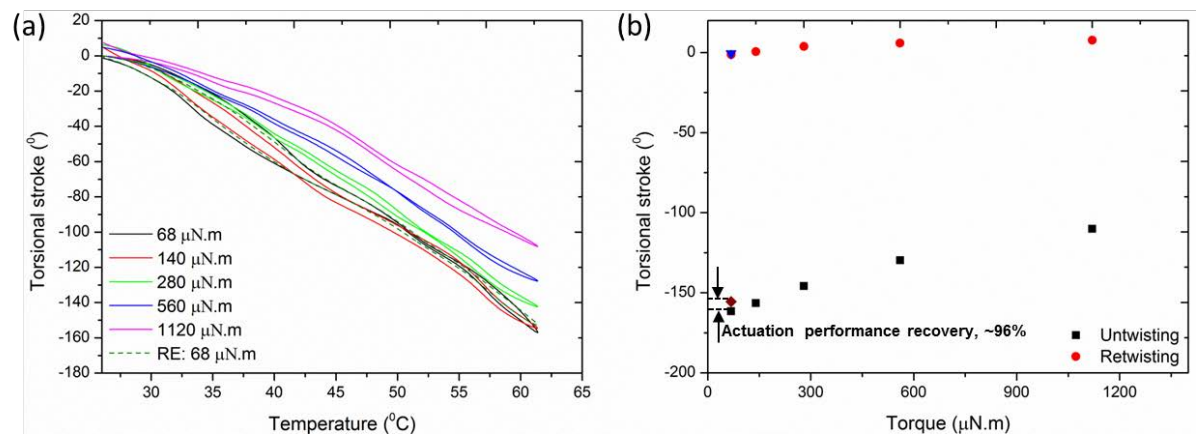 (a)
20
0
-20
-40
-60
-80
-100
-120
-140
-160
-180
Torsional stroke (⁰)
68 μN.m
140 μN.m
280 μN.m
560 μN.m
1120 μN.m
RE: 68 μN.m
30 35 40 45 50 55 60 65
Temperature (⁰C)
(b)
0
-50
-100
-150
-200
Torsional stroke (⁰)
Actuation performance recovery, ~96%
Untwisting
Retwisting
0 300 600 900 1200
Torque (μN.m)